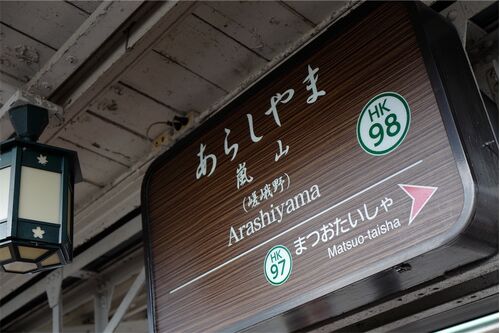 あらしやま
嵐山
(嵯峨野)
Arashiyama
HK
98
HK
97
まつおたいしゃ
Matsuo-taisha